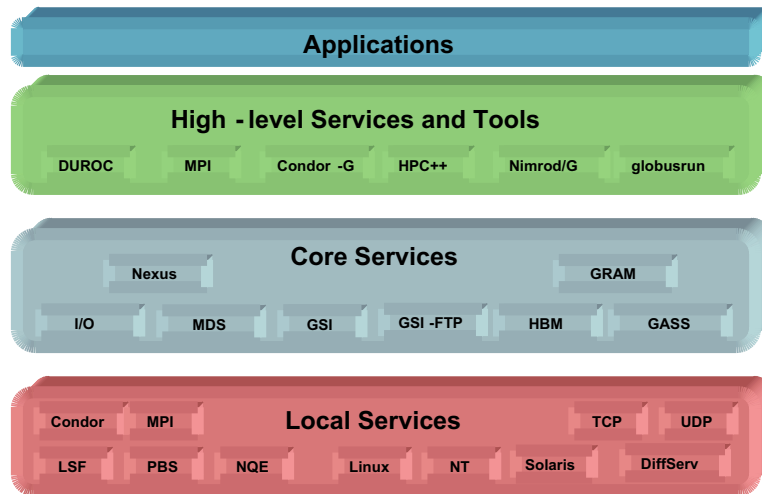 Applications
High - level Services and Tools
DUROC MPI Condor -G HPC++ Nimrod/G globusrun
Core Services
Nexus GRAM
I/O MDS GSI GSI -FTP HBM GASS
Local Services
Condor MPI TCP UDP
LSF PBS NQE Linux NT Solaris DiffServ